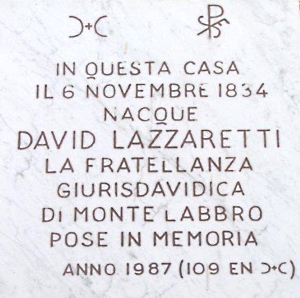 Ɔ+C ☧
IN QUESTA CASA
IL 6 NOVEMBRE 1834
NACQUE
DAVID LAZZARETTI
LA FRATELLANZA
GIURISDAVIDICA
DI MONTE LABBRO
POSE IN MEMORIA
ANNO 1987 (109 EN Ɔ+C)